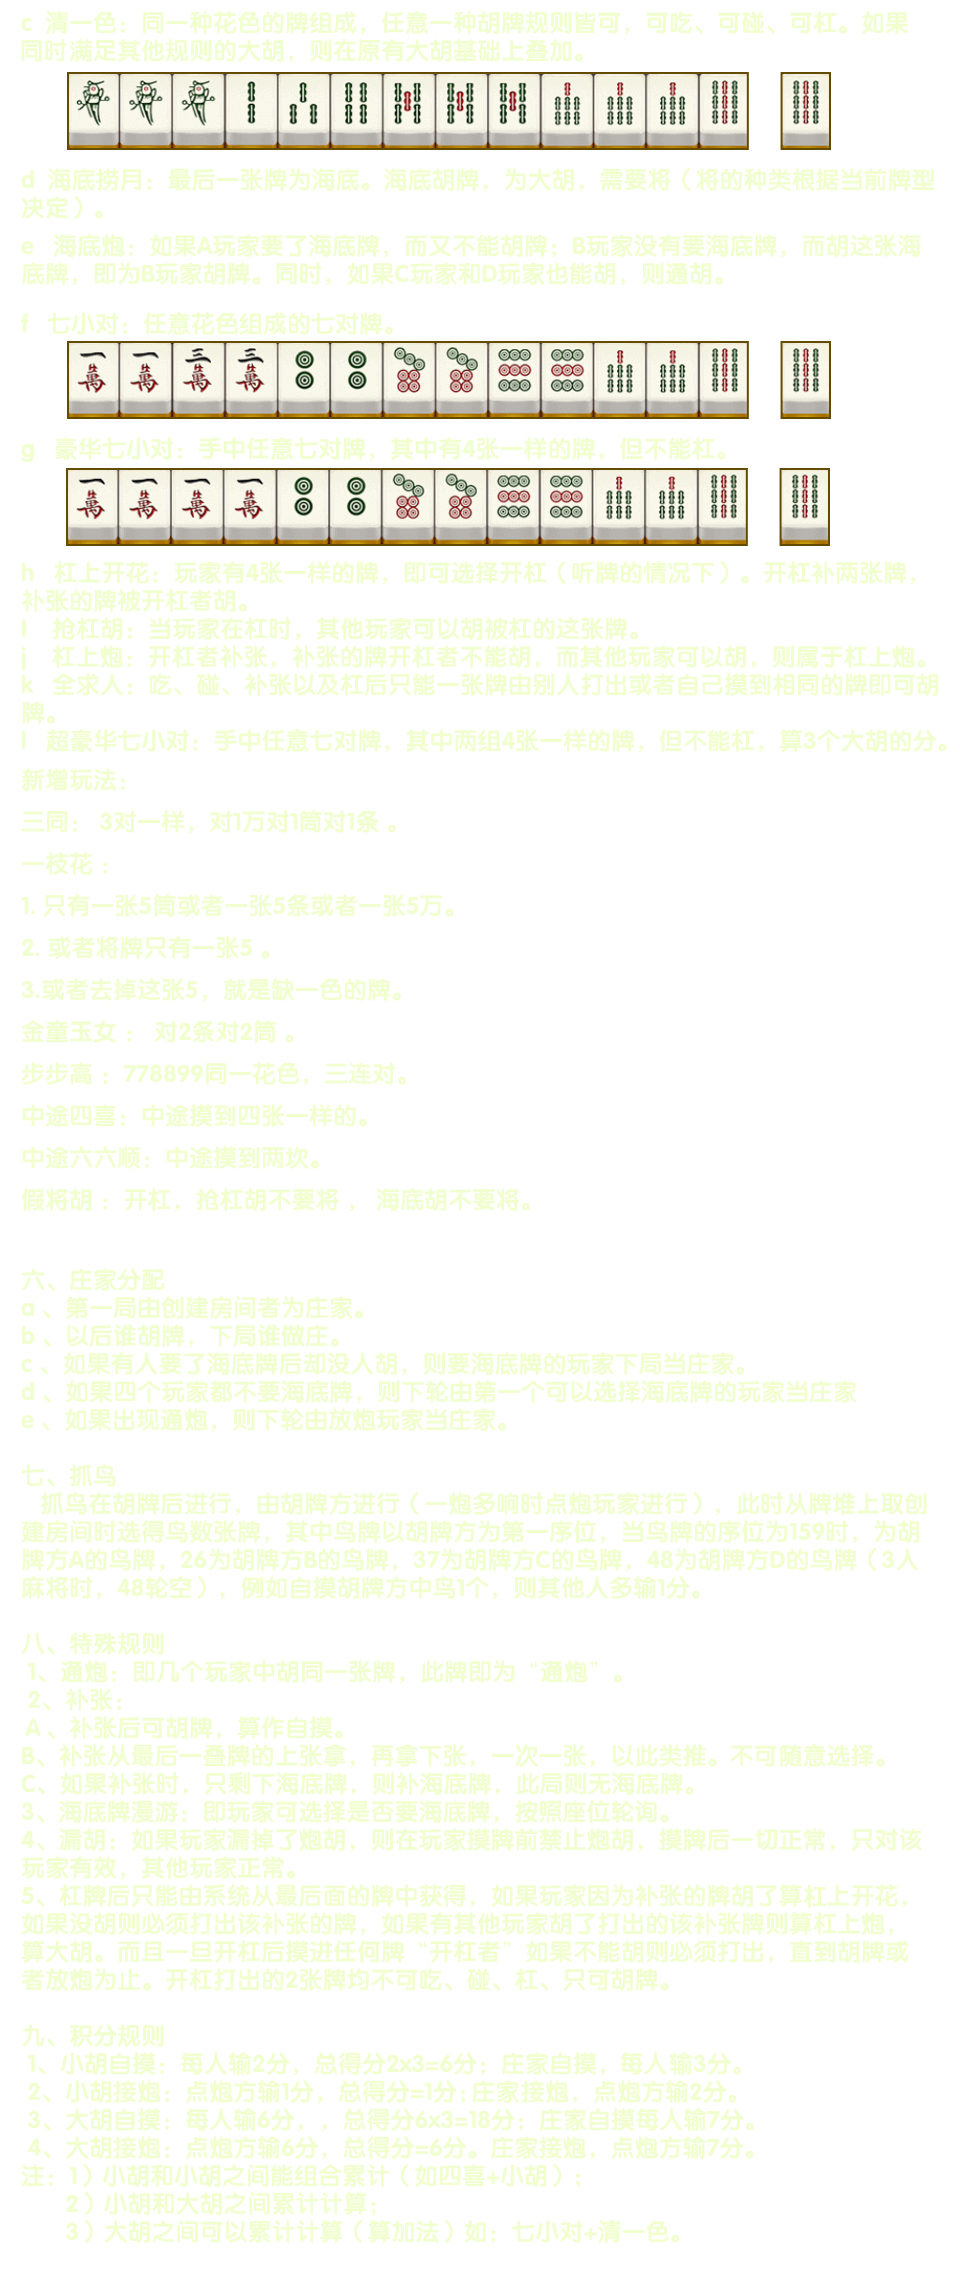 c 清一色：同一种花色的牌组成，任意一种胡牌规则皆可，可吃、可碰、可杠。如果
同时满足其他规则的大胡，则在原有大胡基础上叠加。
d 海底捞月：最后一张牌为海底。海底胡牌，为大胡，需要将（将的种类根据当前牌型
决定）。
e 海底炮：如果A玩家要了海底牌，而又不能胡牌；B玩家没有要海底牌，而胡这张海
底牌，即为B玩家胡牌。同时，如果C玩家和D玩家也能胡，则通胡。
f 七小对：任意花色组成的七对牌。
一萬 一萬 三萬 三萬
g 豪华七小对：手中任意七对牌，其中有4张一样的牌，但不能杠。
一萬 一萬 一萬 一萬
h 杠上开花：玩家有4张一样的牌，即可选择开杠（听牌的情况下）。开杠补两张牌，
补张的牌被开杠者胡。
I 抢杠胡：当玩家在杠时，其他玩家可以胡被杠的这张牌。
j 杠上炮：开杠者补张，补张的牌开杠者不能胡，而其他玩家可以胡，则属于杠上炮。
k 全求人：吃、碰、补张以及杠后只能一张牌由别人打出或者自己摸到相同的牌即可胡
牌。
l 超豪华七小对：手中任意七对牌，其中两组4张一样的牌，但不能杠，算3个大胡的分。
新增玩法：
三同： 3对一样，对1万对1筒对1条 。
一枝花 ：
1. 只有一张5筒或者一张5条或者一张5万。
2. 或者将牌只有一张5 。
3.或者去掉这张5，就是缺一色的牌。
金童玉女 ： 对2条对2筒 。
步步高 ：778899同一花色，三连对。
中途四喜：中途摸到四张一样的。
中途六六顺：中途摸到两坎。
假将胡 ：开杠，抢杠胡不要将 ， 海底胡不要将。
六、庄家分配
a 、第一局由创建房间者为庄家。
b 、以后谁胡牌，下局谁做庄。
c 、如果有人要了海底牌后却没人胡，则要海底牌的玩家下局当庄家。
d 、如果四个玩家都不要海底牌，则下轮由第一个可以选择海底牌的玩家当庄家
e 、如果出现通炮，则下轮由放炮玩家当庄家。
七、抓鸟
抓鸟在胡牌后进行，由胡牌方进行（一炮多响时点炮玩家进行），此时从牌堆上取创
建房间时选得鸟数张牌，其中鸟牌以胡牌方为第一序位，当鸟牌的序位为159时，为胡
牌方A的鸟牌，26为胡牌方B的鸟牌，37为胡牌方C的鸟牌，48为胡牌方D的鸟牌（3人
麻将时，48轮空），例如自摸胡牌方中鸟1个，则其他人多输1分。
八、特殊规则
1、通炮：即几个玩家中胡同一张牌，此牌即为“通炮”。
2、补张：
A 、补张后可胡牌，算作自摸。
B、补张从最后一叠牌的上张拿，再拿下张，一次一张，以此类推。不可随意选择。
C、如果补张时，只剩下海底牌，则补海底牌，此局则无海底牌。
3、海底牌漫游：即玩家可选择是否要海底牌，按照座位轮询。
4、漏胡：如果玩家漏掉了炮胡，则在玩家摸牌前禁止炮胡，摸牌后一切正常，只对该
玩家有效，其他玩家正常。
5、杠牌后只能由系统从最后面的牌中获得，如果玩家因为补张的牌胡了算杠上开花，
如果没胡则必须打出该补张的牌，如果有其他玩家胡了打出的该补张牌则算杠上炮，
算大胡。而且一旦开杠后摸进任何牌“开杠者”如果不能胡则必须打出，直到胡牌或
者放炮为止。开杠打出的2张牌均不可吃、碰、杠、只可胡牌。
九、积分规则
1、小胡自摸：每人输2分，总得分2x3=6分；庄家自摸，每人输3分。
2、小胡接炮：点炮方输1分，总得分=1分；庄家接炮，点炮方输2分。
3、大胡自摸：每人输6分，，总得分6x3=18分；庄家自摸每人输7分。
4、大胡接炮：点炮方输6分，总得分=6分。庄家接炮，点炮方输7分。
注：1）小胡和小胡之间能组合累计（如四喜+小胡）；
2）小胡和大胡之间累计计算；
3）大胡之间可以累计计算（算加法）如：七小对+清一色。